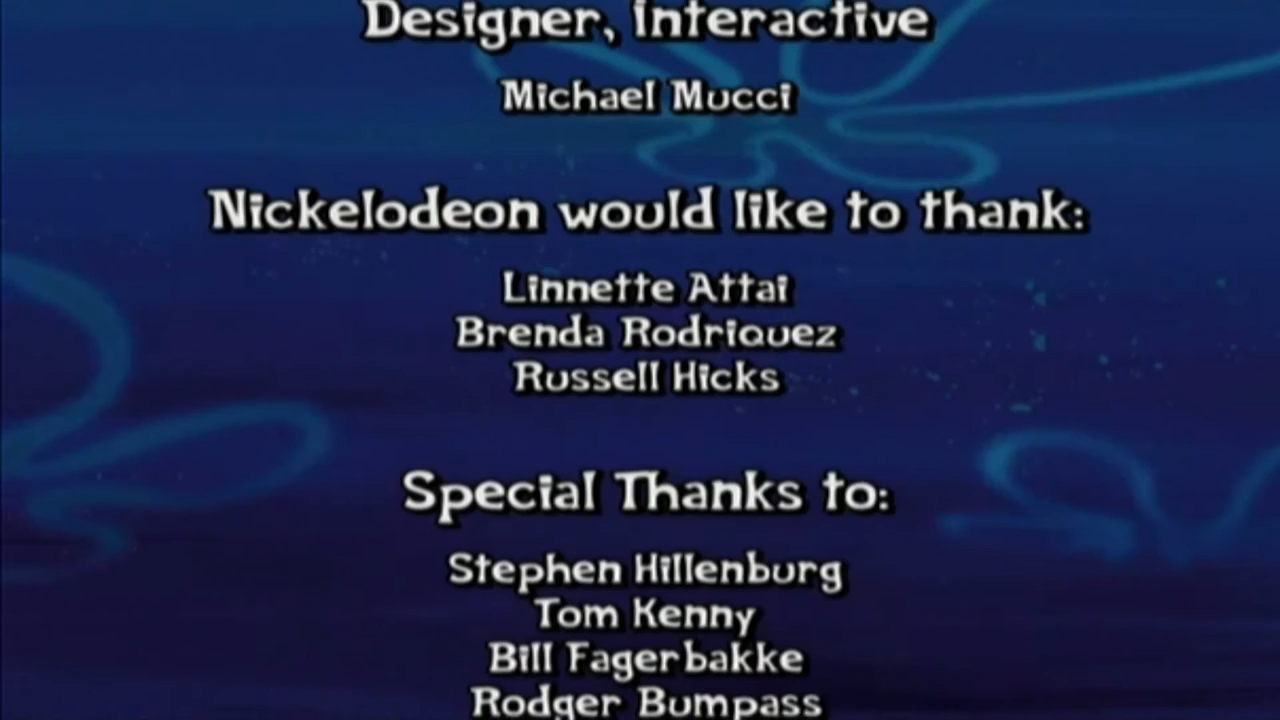 Designer, Interactive
Michael Mucci
Nickelodeon would like to thank:
Linnette Attai
Brenda Rodriquez
Russell Hicks
Special Thanks to:
Stephen Hillenburg
Tom Kenny
Bill Fagerbakke
Rodger Bumpass